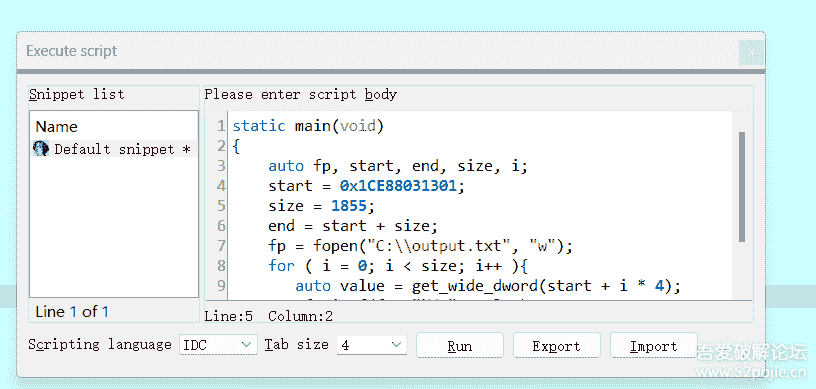 Execute script
Snippet list
Please enter script body
Name
Default snippet *
1 static main(void)
2 {
3 auto fp, start, end, size, i;
4 start = 0x1CE88031301;
5 size = 1855;
6 end = start + size;
7 fp = fopen("C:\\output.txt", "w");
8 for ( i = 0; i < size; i++ ){
9 auto value = get_wide_dword(start + i * 4);
Line 1 of 1
Line:5 Column:2
Scripting language IDC Tab size 4 Run Export Import
吾爱破解论坛
www.52pojie.cn